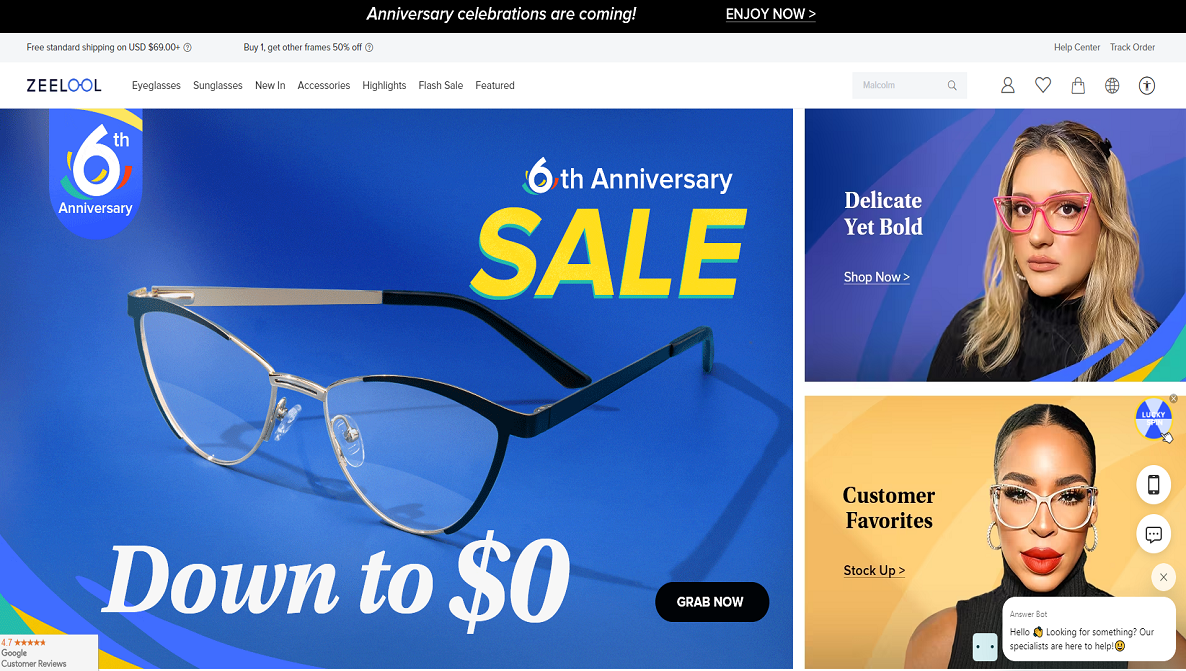 Anniversary celebrations are coming!
ENJOY NOW >
Free standard shipping on USD $69.00+ ?
Buy 1, get other frames 50% off ?
Help Center
Track Order
ZEELOOL
Eyeglasses
Sunglasses
New In
Accessories
Highlights
Flash Sale
Featured
Malcolm
6th
Anniversary
6th Anniversary
SALE
Down to $0
GRAB NOW
4.7 ★★★★★
Google
Customer Reviews
Delicate
Yet Bold
Shop Now >
Customer
Favorites
Stock Up >
LUCKY
SPIN
Answer Bot
Hello 👋 Looking for something? Our
specialists are here to help!😃